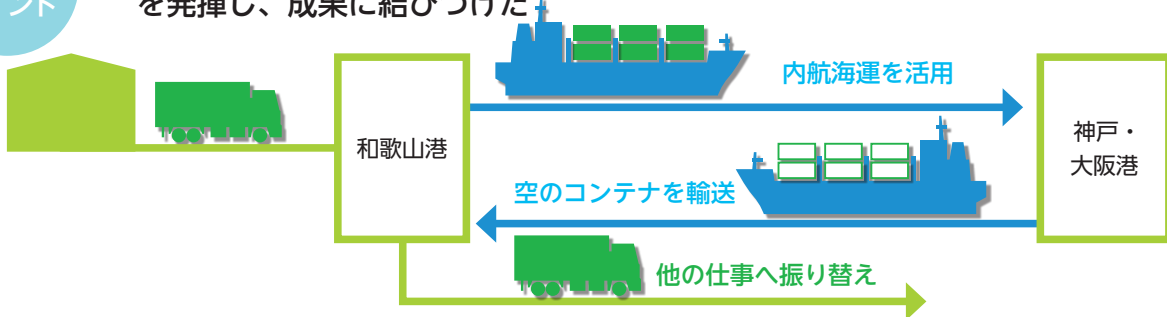 ント
を発揮し、成果に結びつけた
内航海運を活用
和歌山港
神戸・
大阪港
空のコンテナを輸送
他の仕事へ振り替え